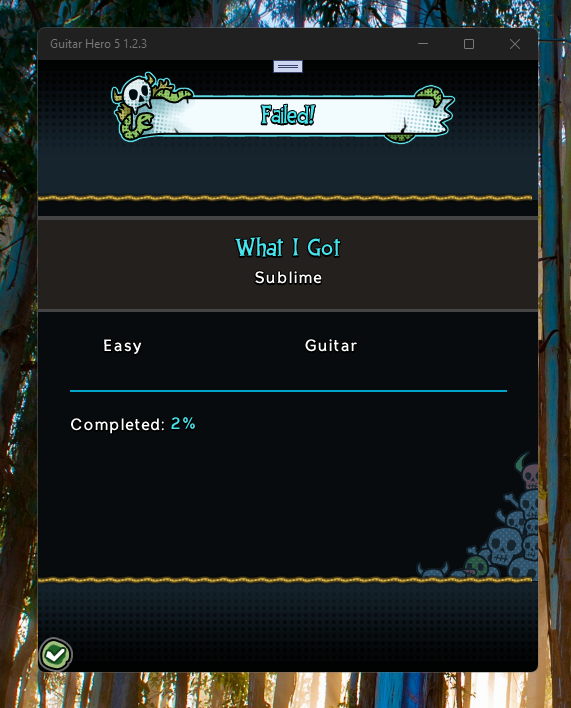 Guitar Hero 5 1.2.3
Failed!
What I Got
Sublime
Easy Guitar
Completed: 2%